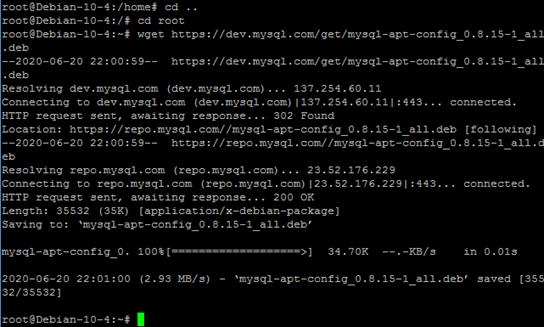 root@Debian-10-4:/home# cd ..
root@Debian-10-4:/# cd root
root@Debian-10-4:~# wget https://dev.mysql.com/get/mysql-apt-config_0.8.15-1_all
.deb
--2020-06-20 22:00:59--  https://dev.mysql.com/get/mysql-apt-config_0.8.15-1_all
.deb
Resolving dev.mysql.com (dev.mysql.com)... 137.254.60.11
Connecting to dev.mysql.com (dev.mysql.com)|137.254.60.11|:443... connected.
HTTP request sent, awaiting response... 302 Found
Location: https://repo.mysql.com//mysql-apt-config_0.8.15-1_all.deb [following]
--2020-06-20 22:00:59--  https://repo.mysql.com//mysql-apt-config_0.8.15-1_all.d
eb
Resolving repo.mysql.com (repo.mysql.com)... 23.52.176.229
Connecting to repo.mysql.com (repo.mysql.com)|23.52.176.229|:443... connected.
HTTP request sent, awaiting response... 200 OK
Length: 35532 (35K) [application/x-debian-package]
Saving to: ‘mysql-apt-config_0.8.15-1_all.deb’
mysql-apt-config_0. 100%[===================>]  34.70K  --.-KB/s    in 0.01s
2020-06-20 22:01:00 (2.93 MB/s) - ‘mysql-apt-config_0.8.15-1_all.deb’ saved [355
32/35532]
root@Debian-10-4:~#